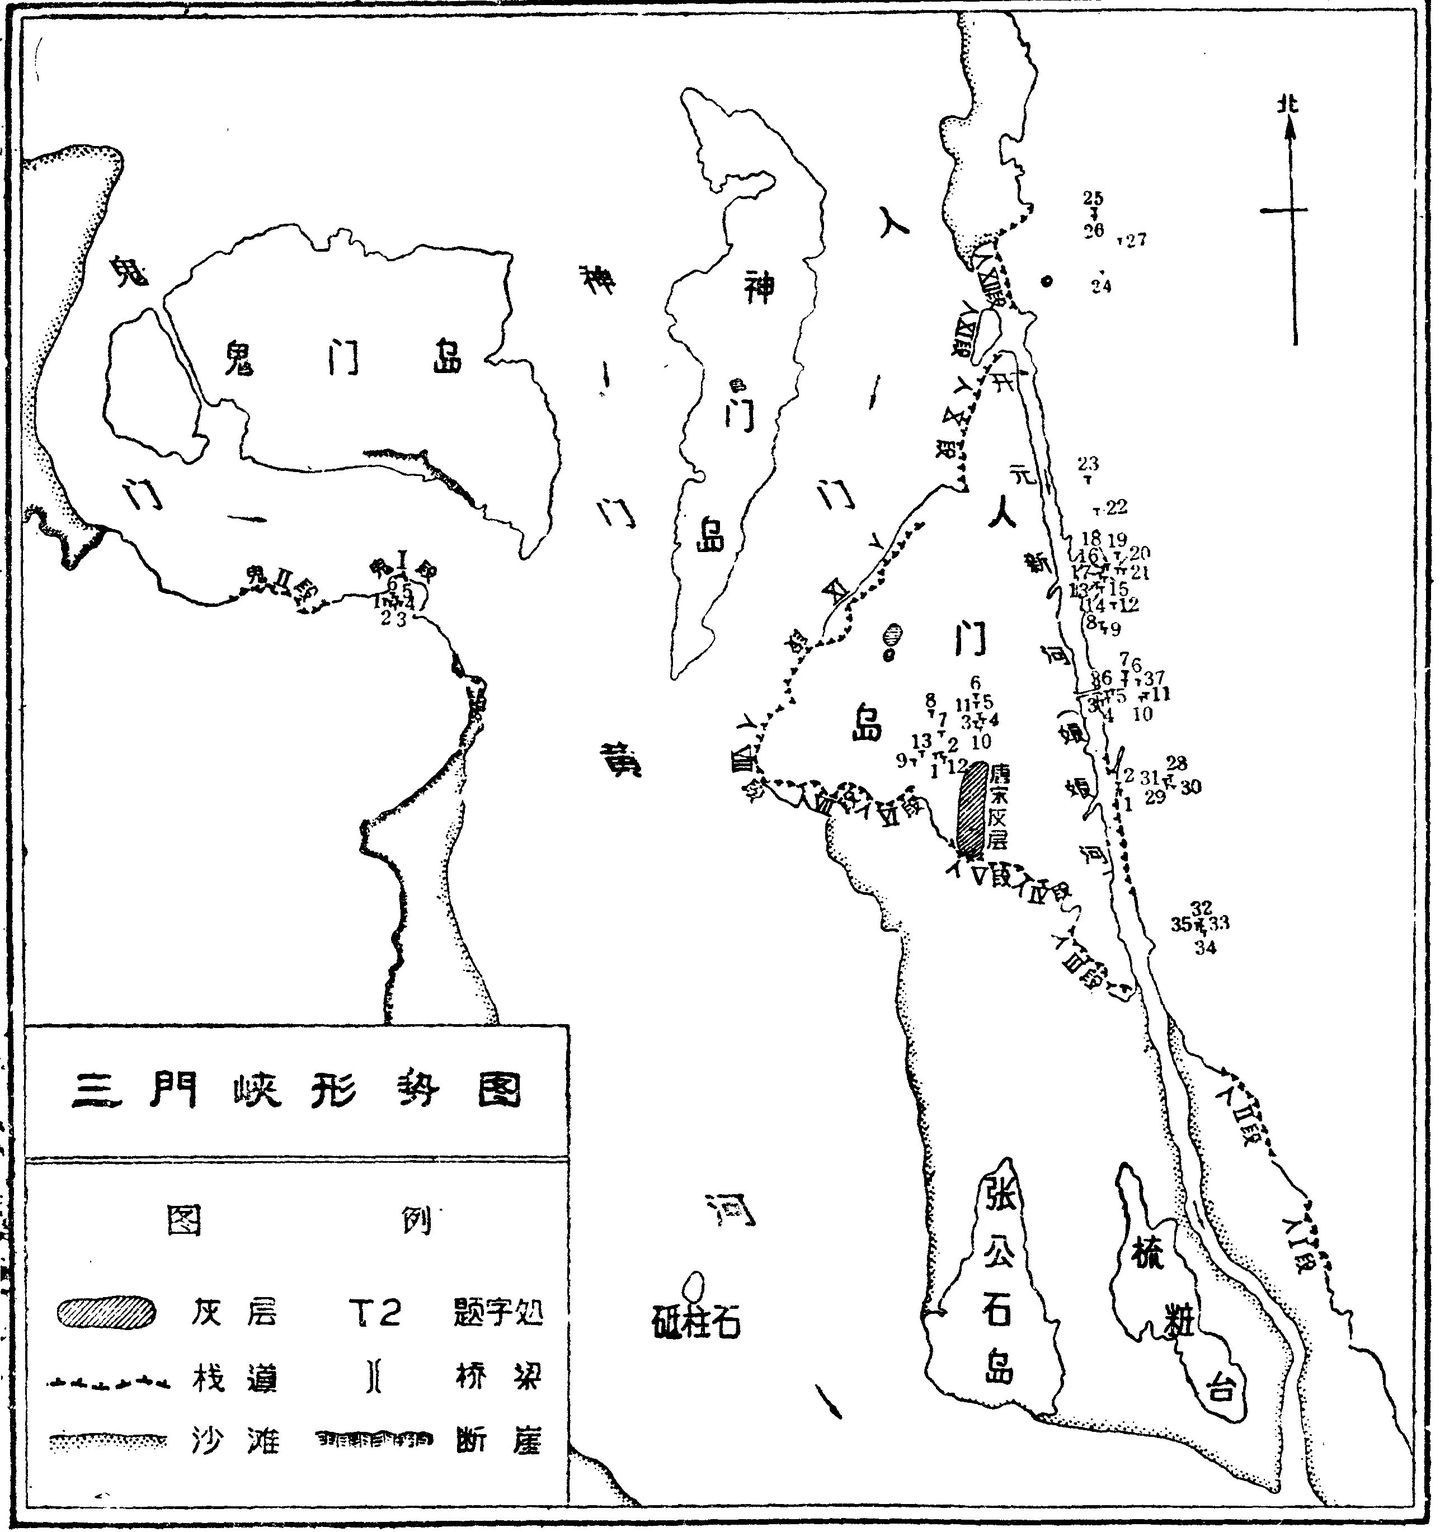 北
25
26
27
24
鬼
门
鬼门岛
神
门
神
门
岛
人
门
人XIII段
人XII段
人X段
开元新河(娘娘河)
人
门
岛
23
22
18 19
16 20
17 21
13 15
14 12
8 9
7 6
36 37
3 5 11
4 10
2 31 28
1 29 30
32
35 33
34
鬼II段
鬼I段
6 5
1 4
2 3
人IX段
人VIII段
人VII段
人VI段
人V段
人IV段
人III段
人II段
人I段
6
8 11 5
7 3 4
13 2 10
9 1 12
唐宋灰层
黄
河
砥柱石
张公石岛
梳粧台
三門峡形势图
图例
灰层 T2 题字处
栈道 桥梁
沙滩 断崖